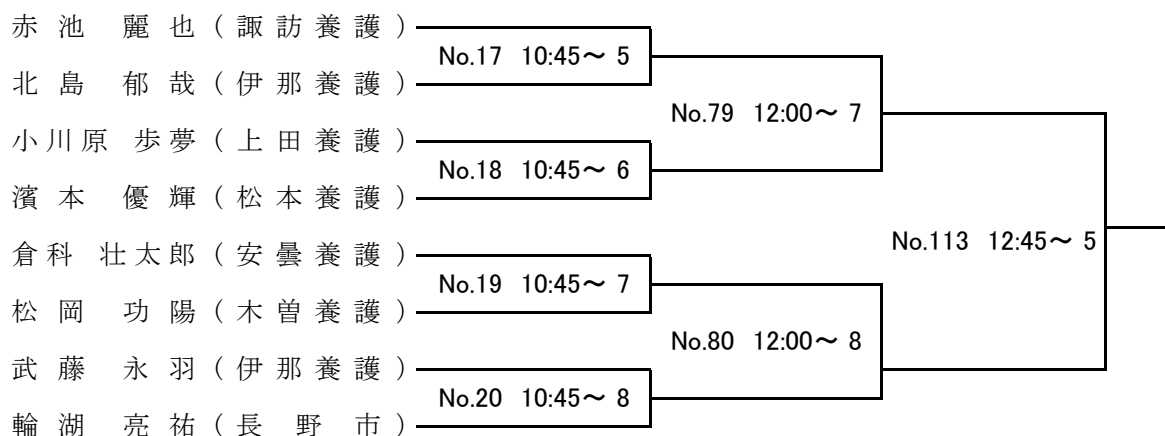 赤池 麗也(諏訪養護)
No.17 10:45～ 5
北島 郁哉(伊那養護)
No.79 12:00～ 7
小川原 歩夢(上田養護)
No.18 10:45～ 6
濱本 優輝(松本養護)
No.113 12:45～ 5
倉科 壮太郎(安曇養護)
No.19 10:45～ 7
松岡 功陽(木曽養護)
No.80 12:00～ 8
武藤 永羽(伊那養護)
No.20 10:45～ 8
輪湖 亮祐(長野市)